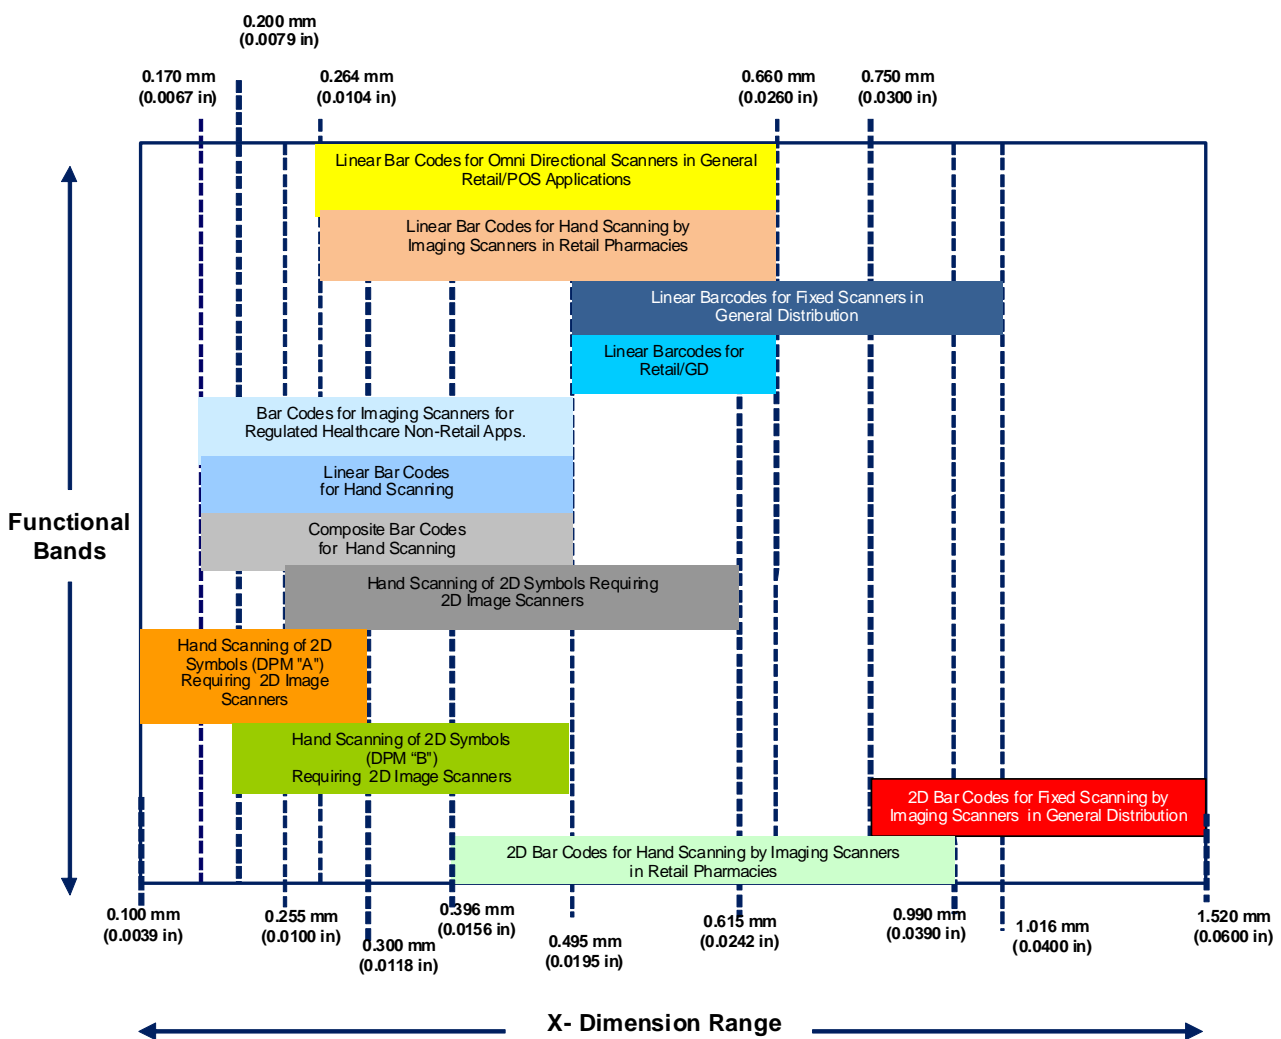 0.200 mm
(0.0079 in)
0.170 mm
(0.0067 in)
0.264 mm
(0.0104 in)
0.660 mm
(0.0260 in)
0.750 mm
(0.0300 in)
Linear Bar Codes for Omni Directional Scanners in General
Retail/POS Applications
Linear Bar Codes for Hand Scanning by
Imaging Scanners in Retail Pharmacies
Linear Barcodes for Fixed Scanners in
General Distribution
Linear Barcodes for
Retail/GD
Bar Codes for Imaging Scanners for
Regulated Healthcare Non-Retail Apps.
Linear Bar Codes
for Hand Scanning
Functional
Bands
Composite Bar Codes
for Hand Scanning
Hand Scanning of 2D Symbols Requiring
2D Image Scanners
Hand Scanning of 2D
Symbols (DPM "A")
Requiring 2D Image
Scanners
Hand Scanning of 2D Symbols
(DPM “B”)
Requiring 2D Image Scanners
2D Bar Codes for Fixed Scanning by
Imaging Scanners in General Distribution
2D Bar Codes for Hand Scanning by Imaging Scanners
in Retail Pharmacies
0.100 mm
(0.0039 in)
0.255 mm
(0.0100 in)
0.300 mm
(0.0118 in)
0.396 mm
(0.0156 in)
0.495 mm
(0.0195 in)
0.615 mm
(0.0242 in)
0.990 mm
(0.0390 in)
1.016 mm
(0.0400 in)
1.520 mm
(0.0600 in)
X- Dimension Range